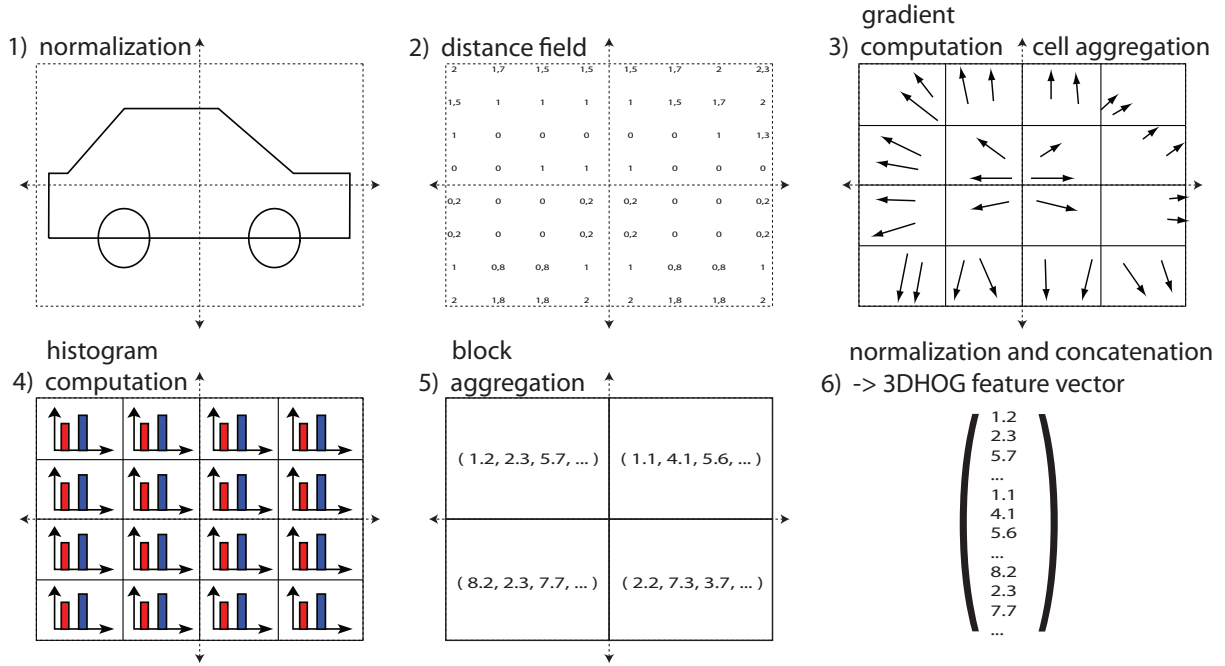 1) normalization
2) distance field
gradient
3) computation cell aggregation
2 1,7 1,5 1,5 1,5 1,7 2 2,3
1,5 1 1 1 1 1,5 1,7 2
1 0 0 0 0 0 1 1,3
0 0 1 1 1 0 0 0
0,2 0 0 0,2 0,2 0 0 0,2
0,2 0 0 0,2 0,2 0 0 0,2
1 0,8 0,8 1 1 0,8 0,8 1
2 1,8 1,8 2 2 1,8 1,8 2
histogram
4) computation
block
5) aggregation
( 1.2, 2.3, 5.7, ... ) ( 1.1, 4.1, 5.6, ... )
( 8.2, 2.3, 7.7, ... ) ( 2.2, 7.3, 3.7, ... )
normalization and concatenation
6) -> 3DHOG feature vector
1.2
2.3
5.7
...
1.1
4.1
5.6
...
8.2
2.3
7.7
...